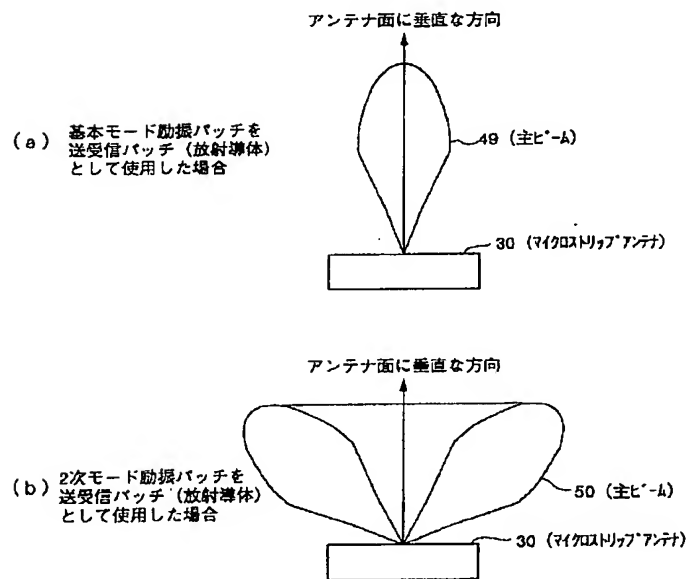 アンテナ面に垂直な方向
(a) 基本モード励振パッチを
送受信パッチ(放射導体)
として使用した場合
49 (主ビーム)
30 (マイクロストリップアンテナ)
アンテナ面に垂直な方向
(b) 2次モード励振パッチを
送受信パッチ(放射導体)
として使用した場合
50 (主ビーム)
30 (マイクロストリップアンテナ)